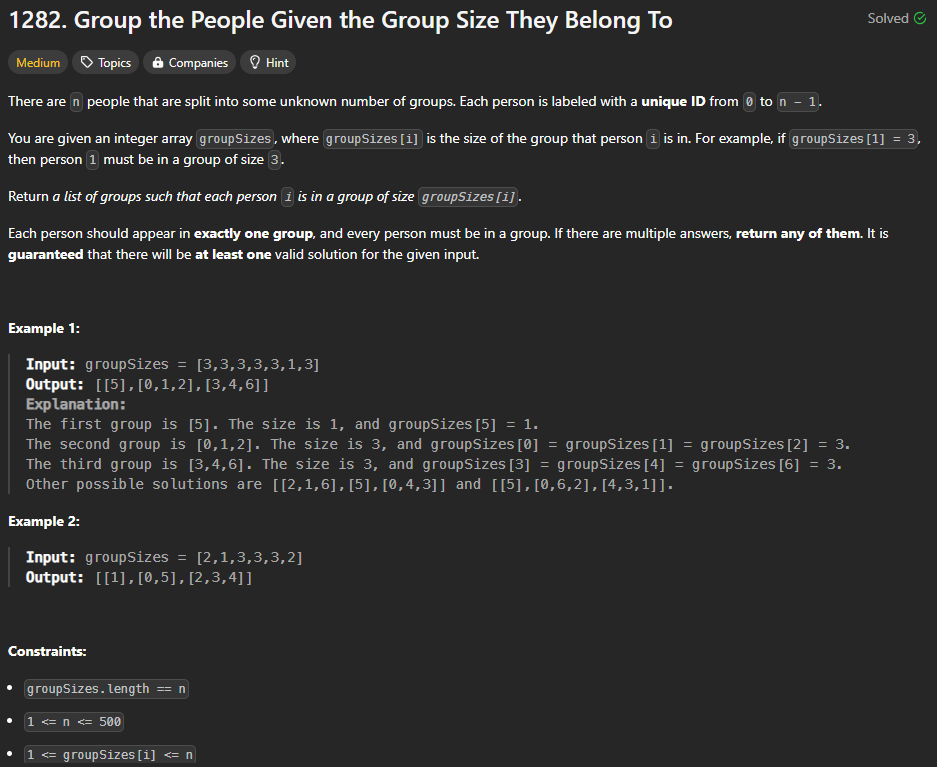 1282. Group the People Given the Group Size They Belong To
Solved
Medium Topics Companies Hint
There are n people that are split into some unknown number of groups. Each person is labeled with a unique ID from 0 to n - 1.
You are given an integer array groupSizes, where groupSizes[i] is the size of the group that person i is in. For example, if groupSizes[1] = 3,
then person 1 must be in a group of size 3.
Return a list of groups such that each person i is in a group of size groupSizes[i].
Each person should appear in exactly one group, and every person must be in a group. If there are multiple answers, return any of them. It is
guaranteed that there will be at least one valid solution for the given input.
Example 1:
Input: groupSizes = [3,3,3,3,3,1,3]
Output: [[5],[0,1,2],[3,4,6]]
Explanation:
The first group is [5]. The size is 1, and groupSizes[5] = 1.
The second group is [0,1,2]. The size is 3, and groupSizes[0] = groupSizes[1] = groupSizes[2] = 3.
The third group is [3,4,6]. The size is 3, and groupSizes[3] = groupSizes[4] = groupSizes[6] = 3.
Other possible solutions are [[2,1,6],[5],[0,4,3]] and [[5],[0,6,2],[4,3,1]].
Example 2:
Input: groupSizes = [2,1,3,3,3,2]
Output: [[1],[0,5],[2,3,4]]
Constraints:
• groupSizes.length == n
• 1 <= n <= 500
• 1 <= groupSizes[i] <= n